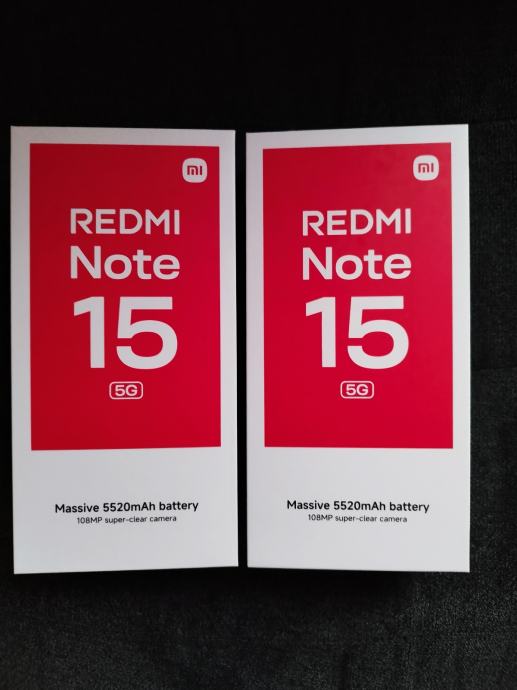 mi
REDMI
Note
15
5G
Massive 5520mAh battery
108MP super-clear camera
mi
REDMI
Note
15
5G
Massive 5520mAh battery
108MP super-clear camera